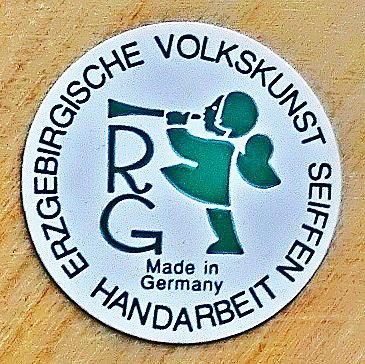 ERZGEBIRGISCHE VOLKSKUNST SEIFFEN
HANDARBEIT
RG
Made in
Germany